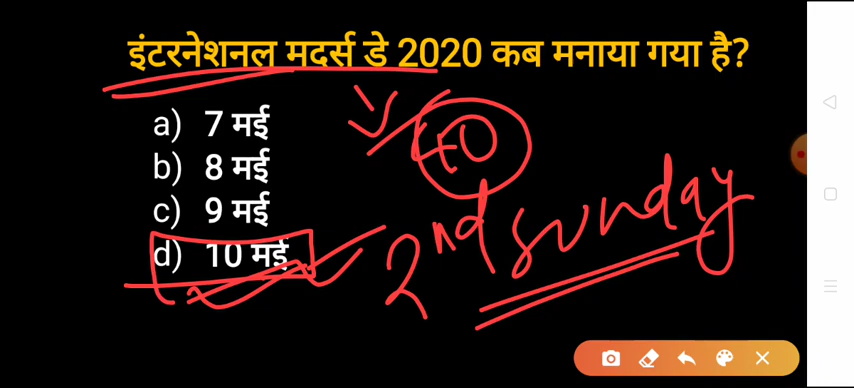 इंटरनेशनल मदर्स डे 2020 कब मनाया गया है?
a) 7 मई
b) 8 मई
c) 9 मई
d) 10 मई
2nd sunday